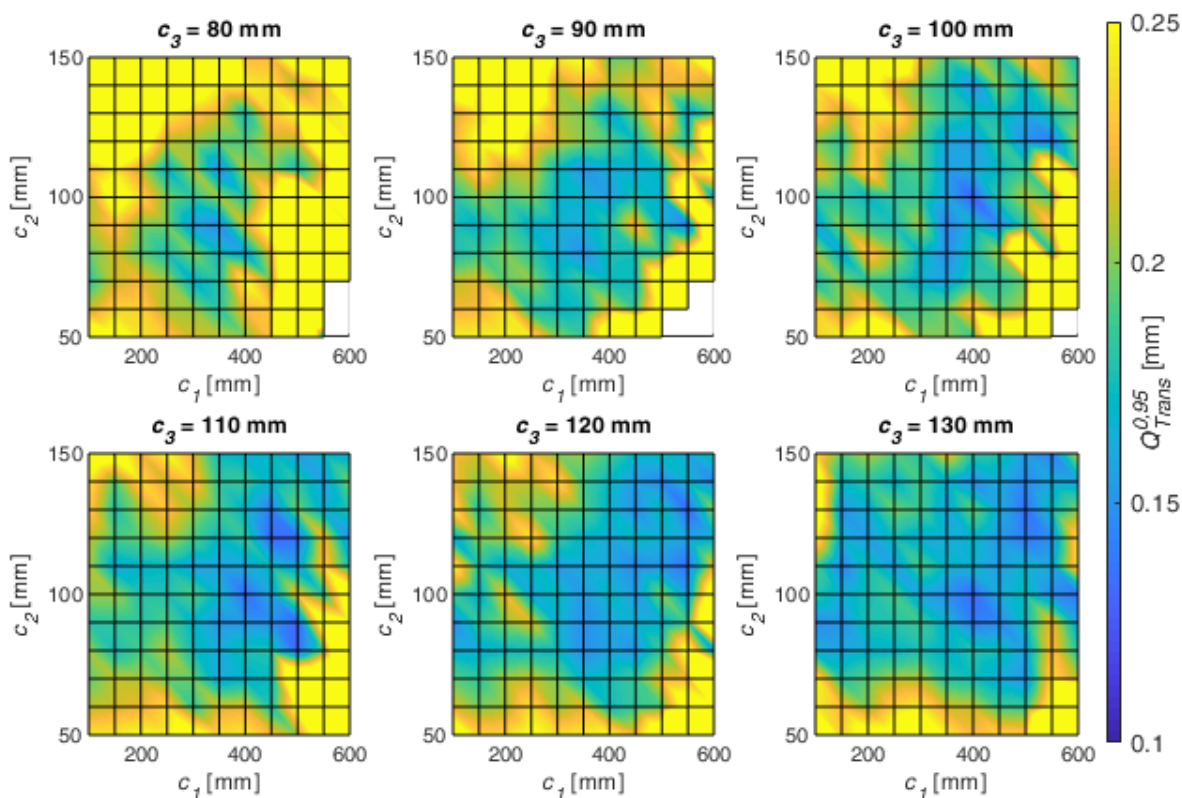 c3 = 80 mm
c3 = 90 mm
c3 = 100 mm
0.25
150
150
150
c2 [mm]
100
c2 [mm]
100
c2 [mm]
100
0.2
50
50
50
200 400 600
200 400 600
200 400 600
c1 [mm]
c1 [mm]
c1 [mm]
Q0,95Trans [mm]
c3 = 110 mm
c3 = 120 mm
c3 = 130 mm
150
150
150
0.15
c2 [mm]
100
c2 [mm]
100
c2 [mm]
100
50
50
50
0.1
200 400 600
200 400 600
200 400 600
c1 [mm]
c1 [mm]
c1 [mm]